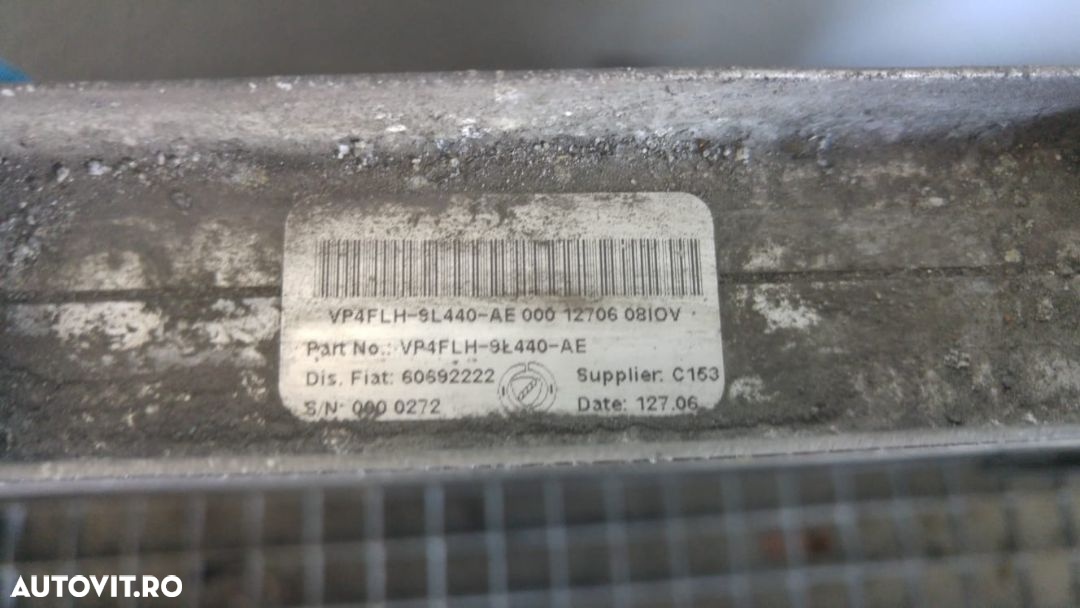 VP4FLH-9L440-AE 000 12706 08IOV
Part No.: VP4FLH-9L440-AE
Dis. Fiat: 60692222 Supplier: C153
S/N: 000 0272 Date: 127.06
AUTOVIT.RO